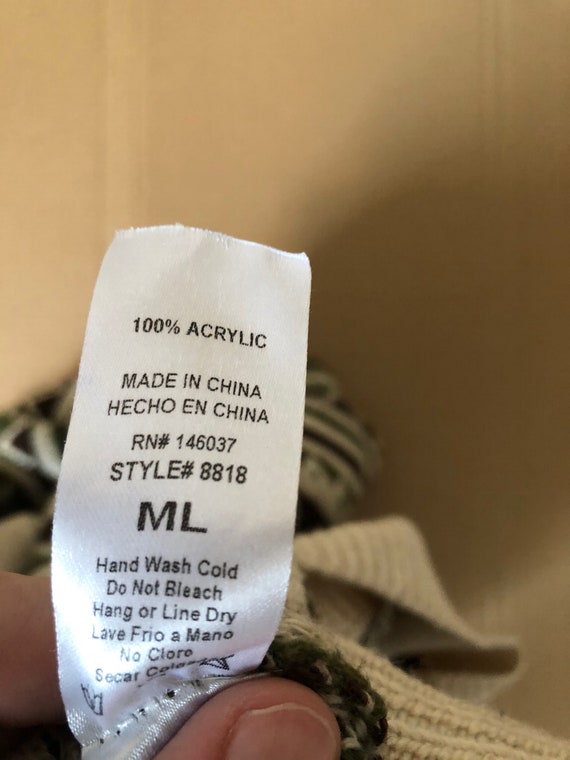 100% ACRYLIC
MADE IN CHINA
HECHO EN CHINA
RN# 146037
STYLE# 8818
ML
Hand Wash Cold
Do Not Bleach
Hang or Line Dry
Lave Frio a Mano
No Cloro
Secar